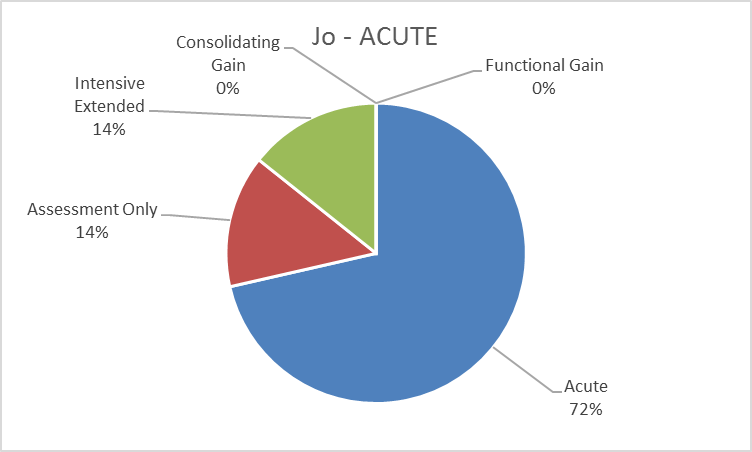 Jo - ACUTE
Consolidating
Gain
0%
Functional Gain
0%
Intensive
Extended
14%
Assessment Only
14%
Acute
72%